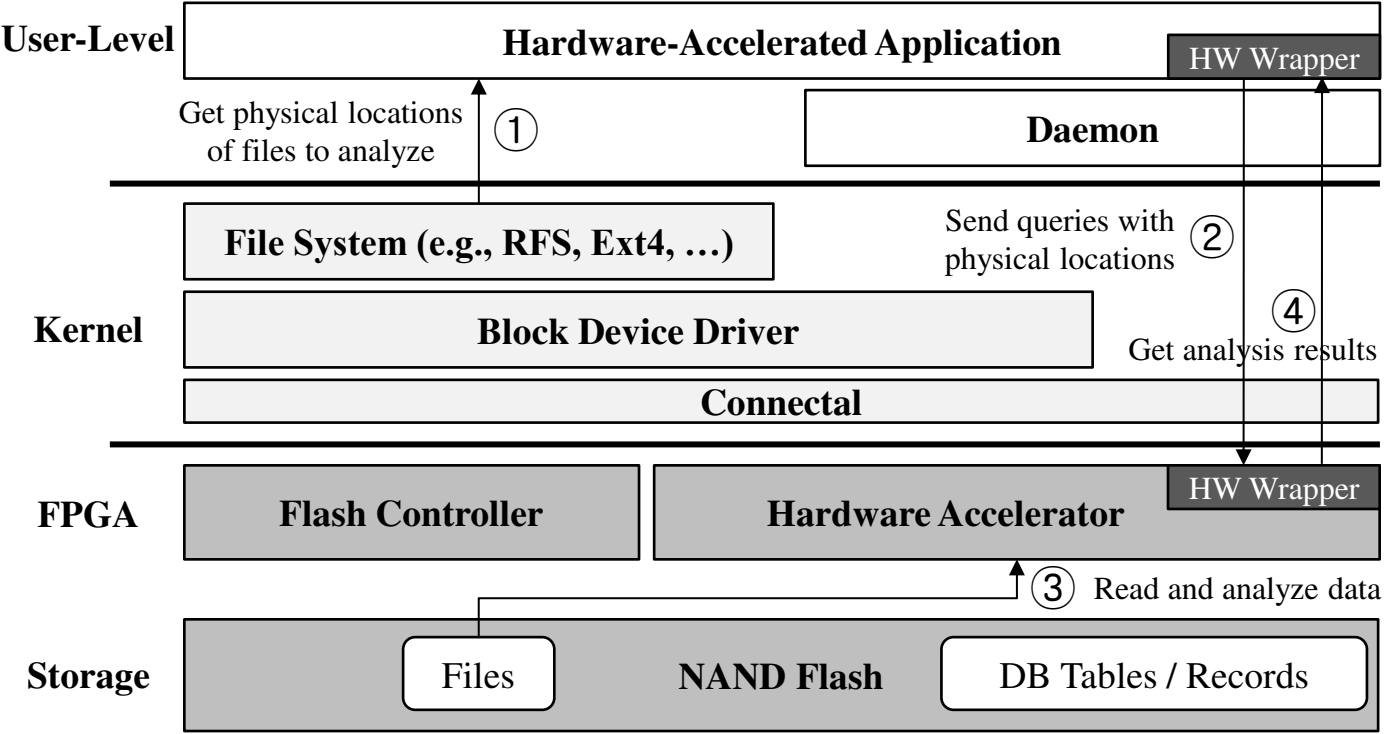 User-Level
Hardware-Accelerated Application
HW Wrapper
Get physical locations
of files to analyze
①
Daemon
File System (e.g., RFS, Ext4, …)
Send queries with
physical locations
②
Kernel
Block Device Driver
④
Get analysis results
Connectal
FPGA
Flash Controller
Hardware Accelerator
HW Wrapper
③ Read and analyze data
Storage
Files
NAND Flash
DB Tables / Records